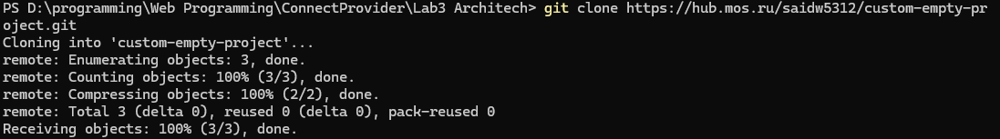 PS D:\programming\Web Programming\ConnectProvider\Lab3 Architech> git clone https://hub.mos.ru/saidw5312/custom-empty-pr
oject.git
Cloning into 'custom-empty-project'...
remote: Enumerating objects: 3, done.
remote: Counting objects: 100% (3/3), done.
remote: Compressing objects: 100% (2/2), done.
remote: Total 3 (delta 0), reused 0 (delta 0), pack-reused 0
Receiving objects: 100% (3/3), done.